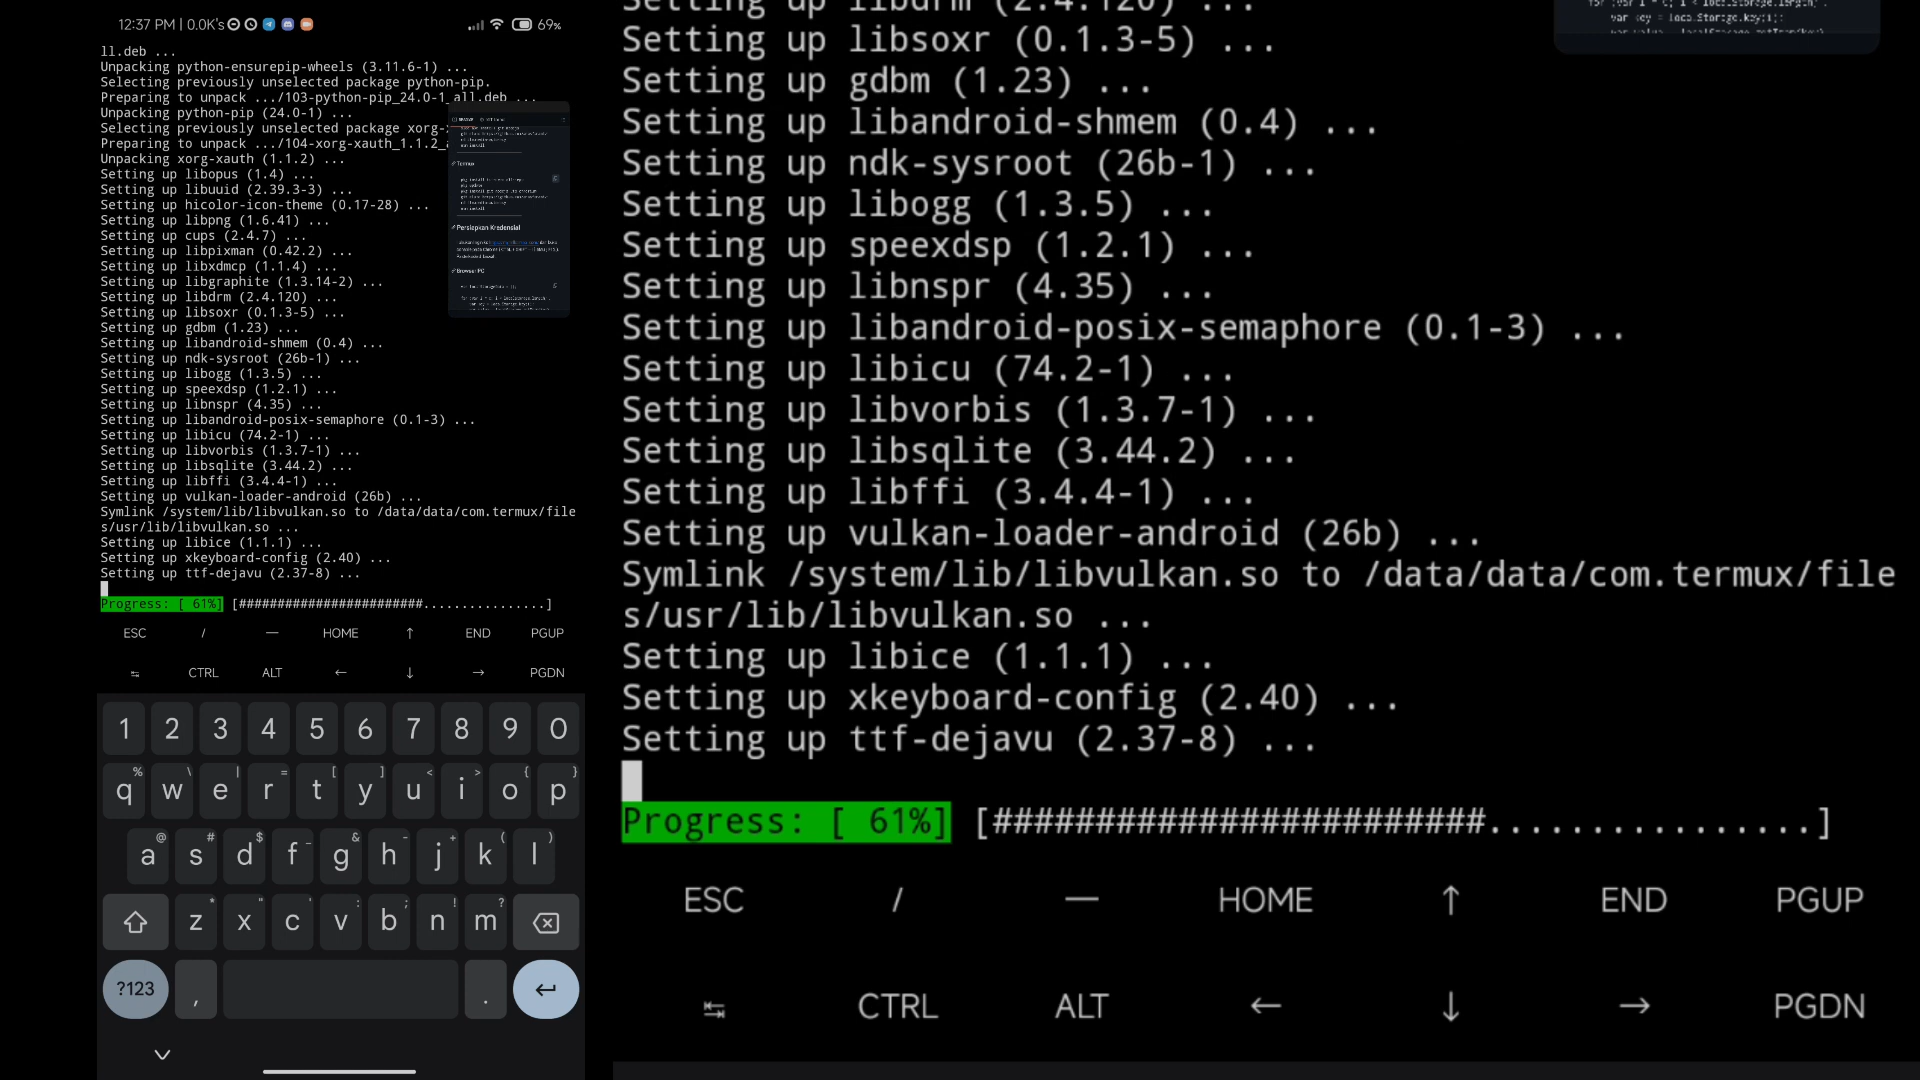 12:37 PM | 0.0K's
69%
ll.deb ...
Unpacking python-ensurepip-wheels (3.11.6-1) ...
Selecting previously unselected package python-pip.
Preparing to unpack .../103-python-pip_24.0-1_all.deb ...
Unpacking python-pip (24.0-1) ...
Selecting previously unselected package xorg-
Preparing to unpack .../104-xorg-xauth_1.1.2_a
Unpacking xorg-xauth (1.1.2) ...
Setting up libopus (1.4) ...
Setting up libuuid (2.39.3-3) ...
Setting up hicolor-icon-theme (0.17-28) ...
Setting up libpng (1.6.41) ...
Setting up cups (2.4.7) ...
Setting up libpixman (0.42.2) ...
Setting up libxdmcp (1.1.4) ...
Setting up libgraphite (1.3.14-2) ...
Setting up libdrm (2.4.120) ...
Setting up libsoxr (0.1.3-5) ...
Setting up gdbm (1.23) ...
Setting up libandroid-shmem (0.4) ...
Setting up ndk-sysroot (26b-1) ...
Setting up libogg (1.3.5) ...
Setting up speexdsp (1.2.1) ...
Setting up libnspr (4.35) ...
Setting up libandroid-posix-semaphore (0.1-3) ...
Setting up libicu (74.2-1) ...
Setting up libvorbis (1.3.7-1) ...
Setting up libsqlite (3.44.2) ...
Setting up libffi (3.4.4-1) ...
Setting up vulkan-loader-android (26b) ...
Symlink /system/lib/libvulkan.so to /data/data/com.termux/file
s/usr/lib/libvulkan.so ...
Setting up libice (1.1.1) ...
Setting up xkeyboard-config (2.40) ...
Setting up ttf-dejavu (2.37-8) ...
Progress: [ 61%] [########################................]
Termux
Persiapkan Kredensial
Browser PC
ESC / — HOME ↑ END PGUP
↹ CTRL ALT ← ↓ → PGDN
1 2 3 4 5 6 7 8 9 0
% \ | = [ ] < > { }
q w e r t y u i o p
@ # $ _ & - + ( )
a s d f g h j k l
* " ' : ; ! ?
z x c v b n m
?123 , .
Setting up libdrm (2.4.120) ...
Setting up libsoxr (0.1.3-5) ...
Setting up gdbm (1.23) ...
Setting up libandroid-shmem (0.4) ...
Setting up ndk-sysroot (26b-1) ...
Setting up libogg (1.3.5) ...
Setting up speexdsp (1.2.1) ...
Setting up libnspr (4.35) ...
Setting up libandroid-posix-semaphore (0.1-3) ...
Setting up libicu (74.2-1) ...
Setting up libvorbis (1.3.7-1) ...
Setting up libsqlite (3.44.2) ...
Setting up libffi (3.4.4-1) ...
Setting up vulkan-loader-android (26b) ...
Symlink /system/lib/libvulkan.so to /data/data/com.termux/file
s/usr/lib/libvulkan.so ...
Setting up libice (1.1.1) ...
Setting up xkeyboard-config (2.40) ...
Setting up ttf-dejavu (2.37-8) ...
Progress: [ 61%] [########################................]
ESC / — HOME ↑ END PGUP
↹ CTRL ALT ← ↓ → PGDN